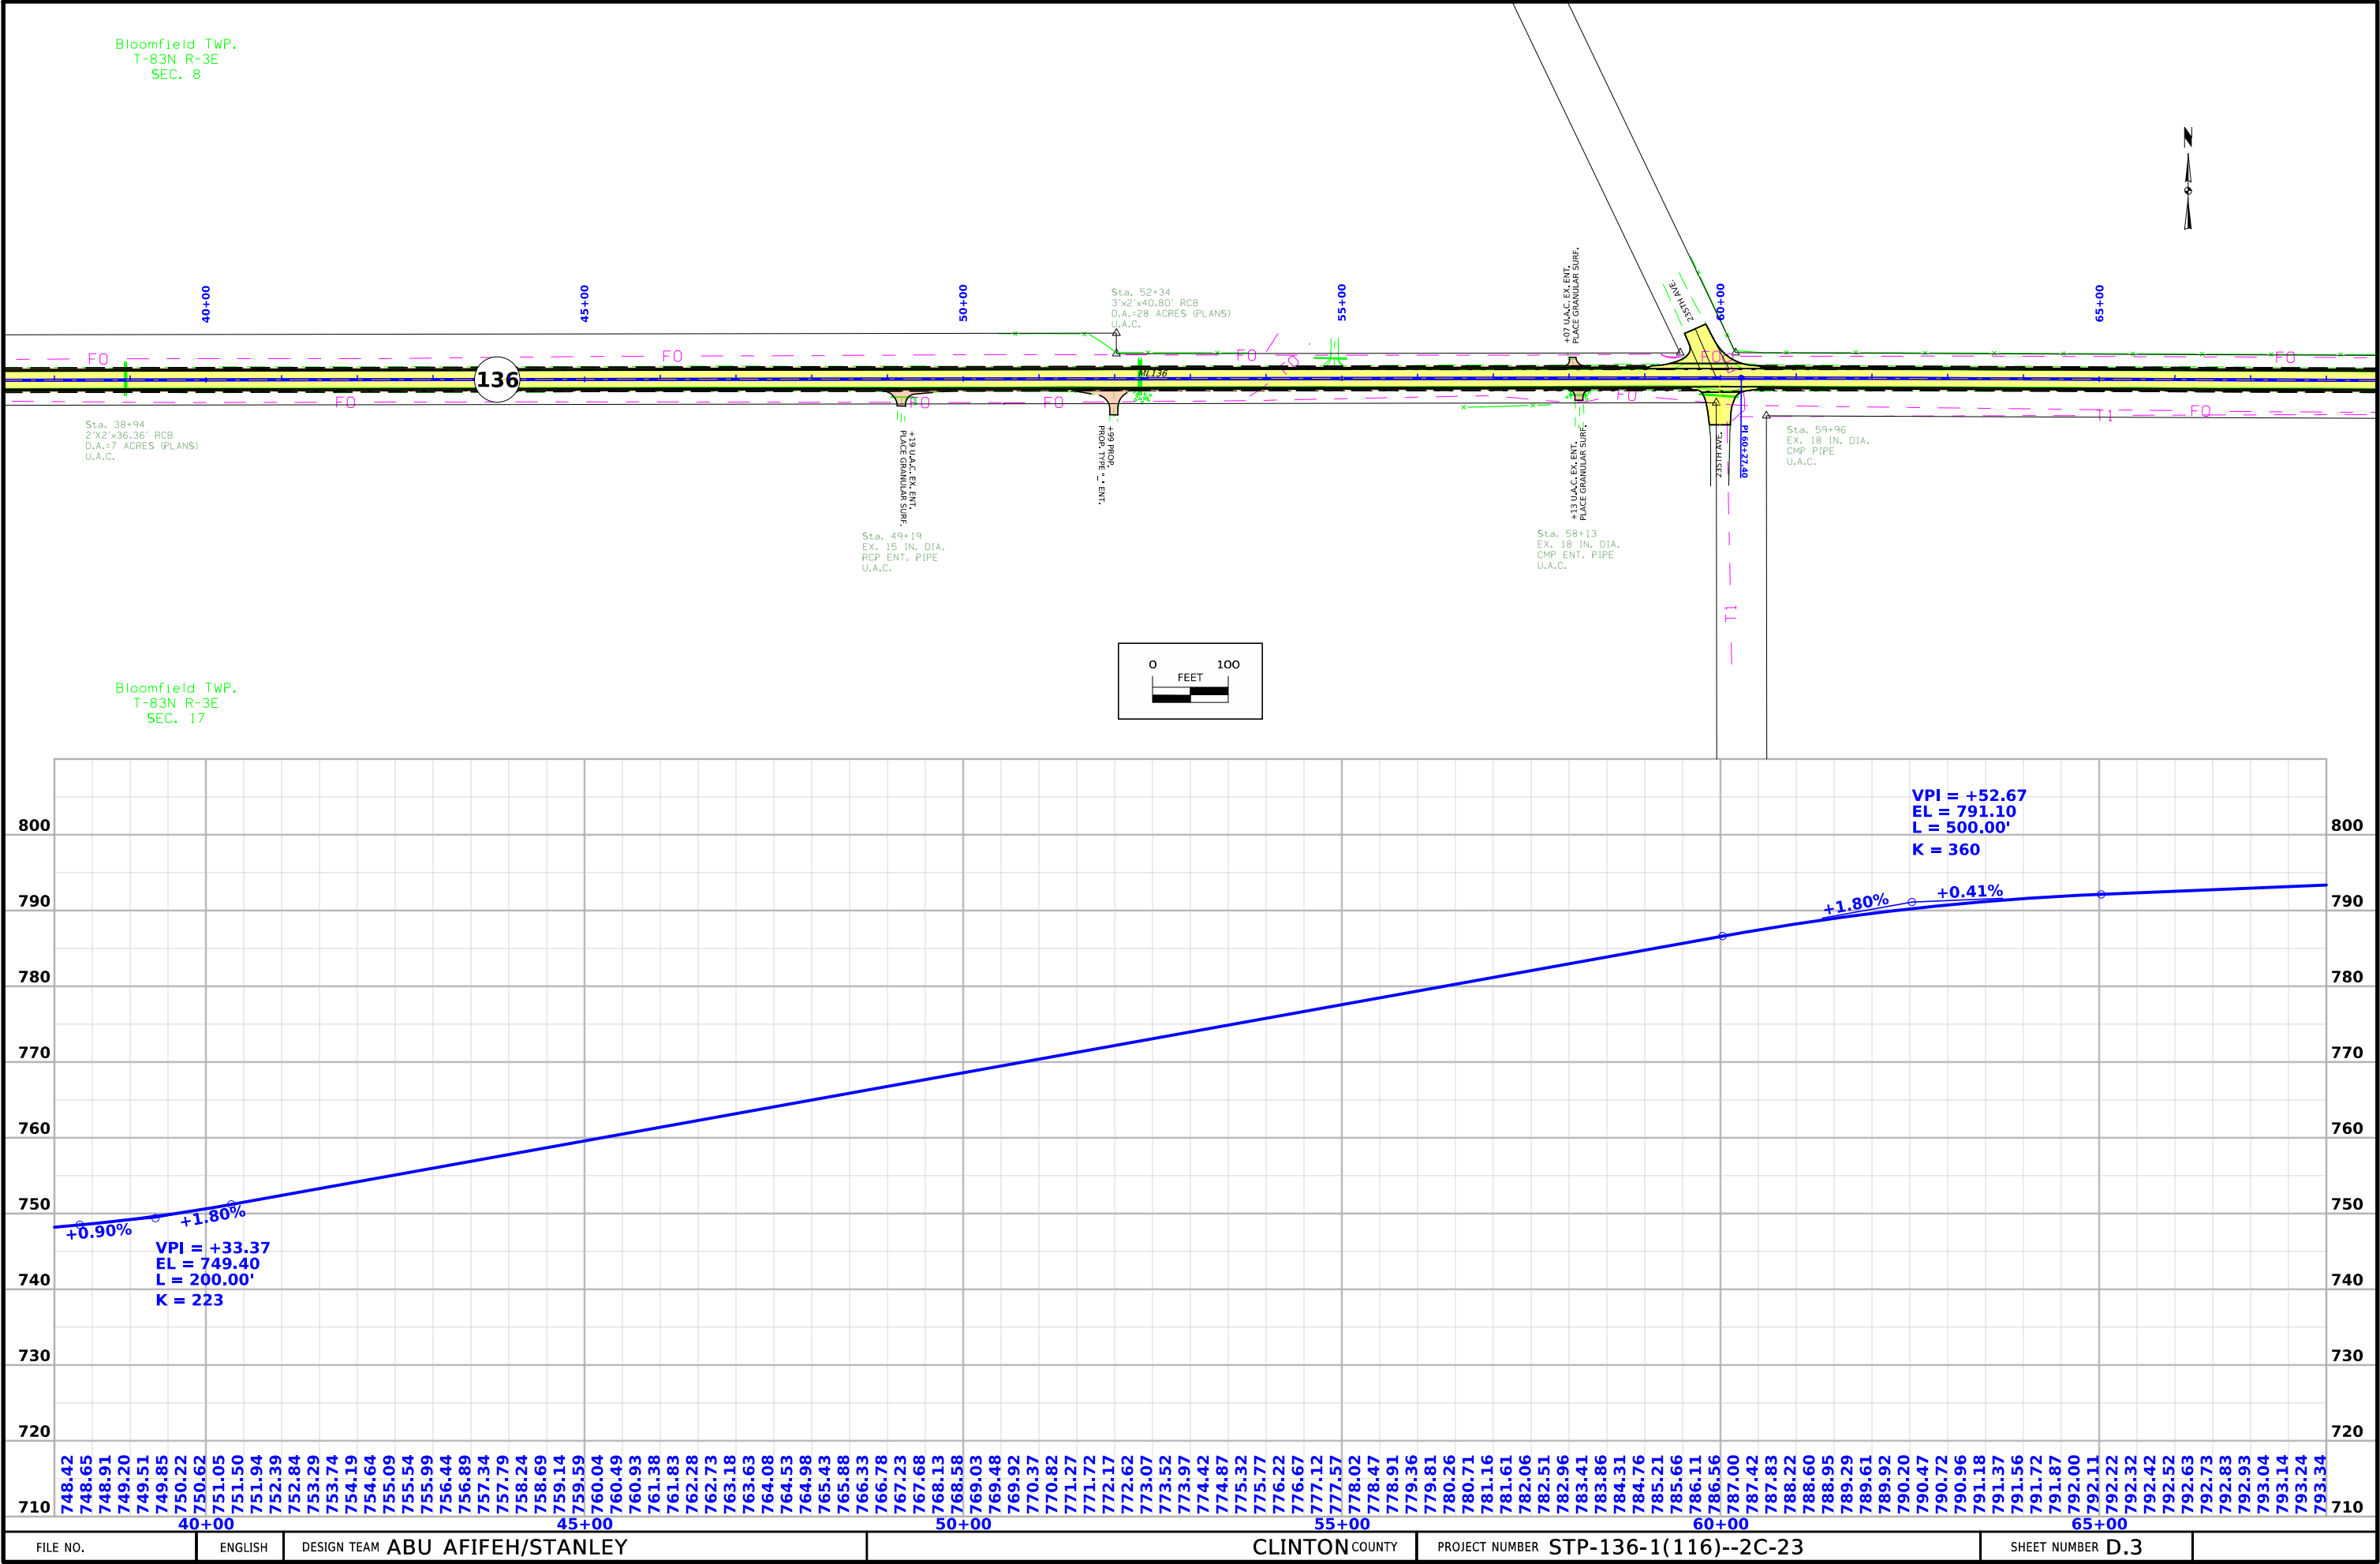 Bloomfield TWP.
T-83N R-3E
SEC. 8
N
40+00
45+00
50+00
55+00
60+00
65+00
Sta. 52+34
3'x2'x40.80' RCB
D.A.=28 ACRES (PLANS)
U.A.C.
+07 U.A.C. EX. ENT.
PLACE GRANULAR SURF.
235TH AVE.
FO
FO
FO
FO
FO
136
ML136
FO
FO
FO
FO
FO
T1
Sta. 38+94
2'X2'x36.36' RCB
D.A.=7 ACRES (PLANS)
U.A.C.
+19 U.A.C. EX. ENT.
PLACE GRANULAR SURF.
+99 PROP.
PROP. TYPE "_" ENT.
+13 U.A.C. EX. ENT.
PLACE GRANULAR SURF.
235TH AVE.
PI 60+27.40
Sta. 59+96
EX. 18 IN. DIA.
CMP PIPE
U.A.C.
Sta. 49+19
EX. 15 IN. DIA.
RCP ENT. PIPE
U.A.C.
Sta. 58+13
EX. 18 IN. DIA.
CMP ENT. PIPE
U.A.C.
T1
0 100
FEET
Bloomfield TWP.
T-83N R-3E
SEC. 17
VPI = +52.67
EL = 791.10
L = 500.00'
K = 360
800 800
790 790
+1.80% +0.41%
780 780
770 770
760 760
750 750
+0.90% +1.80%
VPI = +33.37
EL = 749.40
L = 200.00'
K = 223
740 740
730 730
720 720
710 710
748.42 748.65 748.91 749.20 749.51 749.85 750.22 750.62 751.05 751.50 751.94 752.39 752.84 753.29 753.74 754.19 754.64 755.09 755.54 755.99 756.44 756.89 757.34 757.79 758.24 758.69 759.14 759.59 760.04 760.49 760.93 761.38 761.83 762.28 762.73 763.18 763.63 764.08 764.53 764.98 765.43 765.88 766.33 766.78 767.23 767.68 768.13 768.58 769.03 769.48 769.92 770.37 770.82 771.27 771.72 772.17 772.62 773.07 773.52 773.97 774.42 774.87 775.32 775.77 776.22 776.67 777.12 777.57 778.02 778.47 778.91 779.36 779.81 780.26 780.71 781.16 781.61 782.06 782.51 782.96 783.41 783.86 784.31 784.76 785.21 785.66 786.11 786.56 787.00 787.42 787.83 788.22 788.60 788.95 789.29 789.61 789.92 790.20 790.47 790.72 790.96 791.18 791.37 791.56 791.72 791.87 792.00 792.11 792.22 792.32 792.42 792.52 792.63 792.73 792.83 792.93 793.04 793.14 793.24 793.34
40+00 45+00 50+00 55+00 60+00 65+00
FILE NO. ENGLISH DESIGN TEAM ABU AFIFEH/STANLEY CLINTON COUNTY PROJECT NUMBER STP-136-1(116)--2C-23 SHEET NUMBER D.3